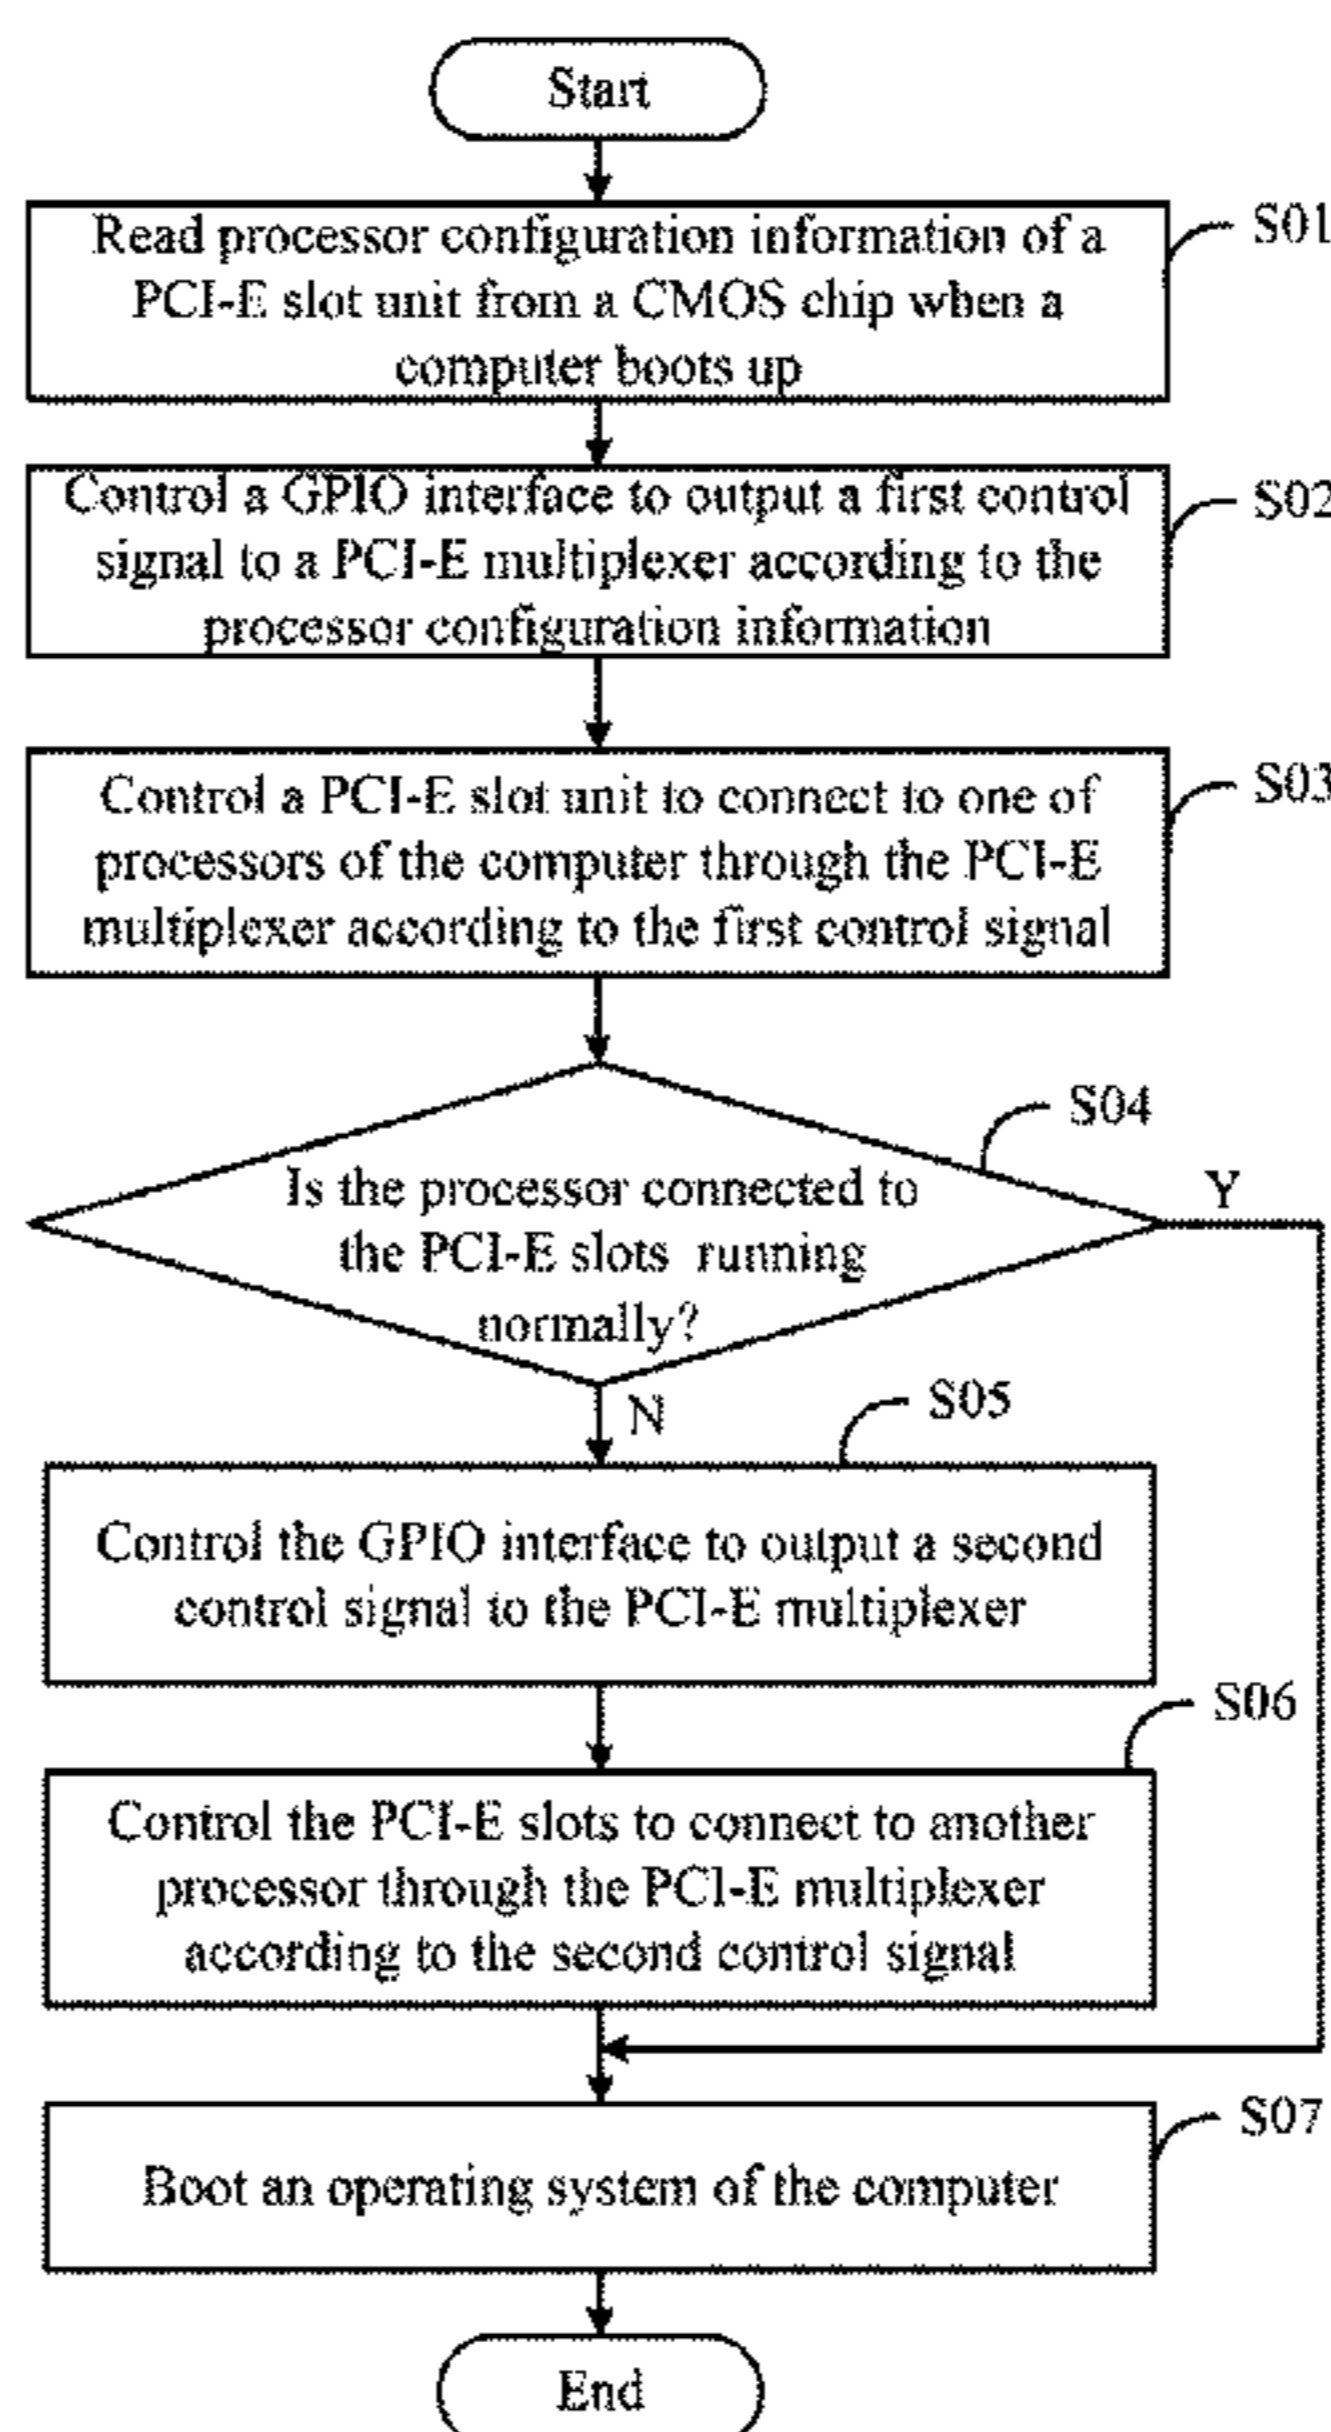 Start
Read processor configuration information of a
PCI-E slot unit from a CMOS chip when a
computer boots up
S01
Control a GPIO interface to output a first control
signal to a PCI-E multiplexer according to the
processor configuration information
S02
Control a PCI-E slot unit to connect to one of
processors of the computer through the PCI-E
multiplexer according to the first control signal
S03
S04
Is the processor connected to
the PCI-E slots running
normally?
Y
N
S05
Control the GPIO interface to output a second
control signal to the PCI-E multiplexer
S06
Control the PCI-E slots to connect to another
processor through the PCI-E multiplexer
according to the second control signal
S07
Boot an operating system of the computer
End